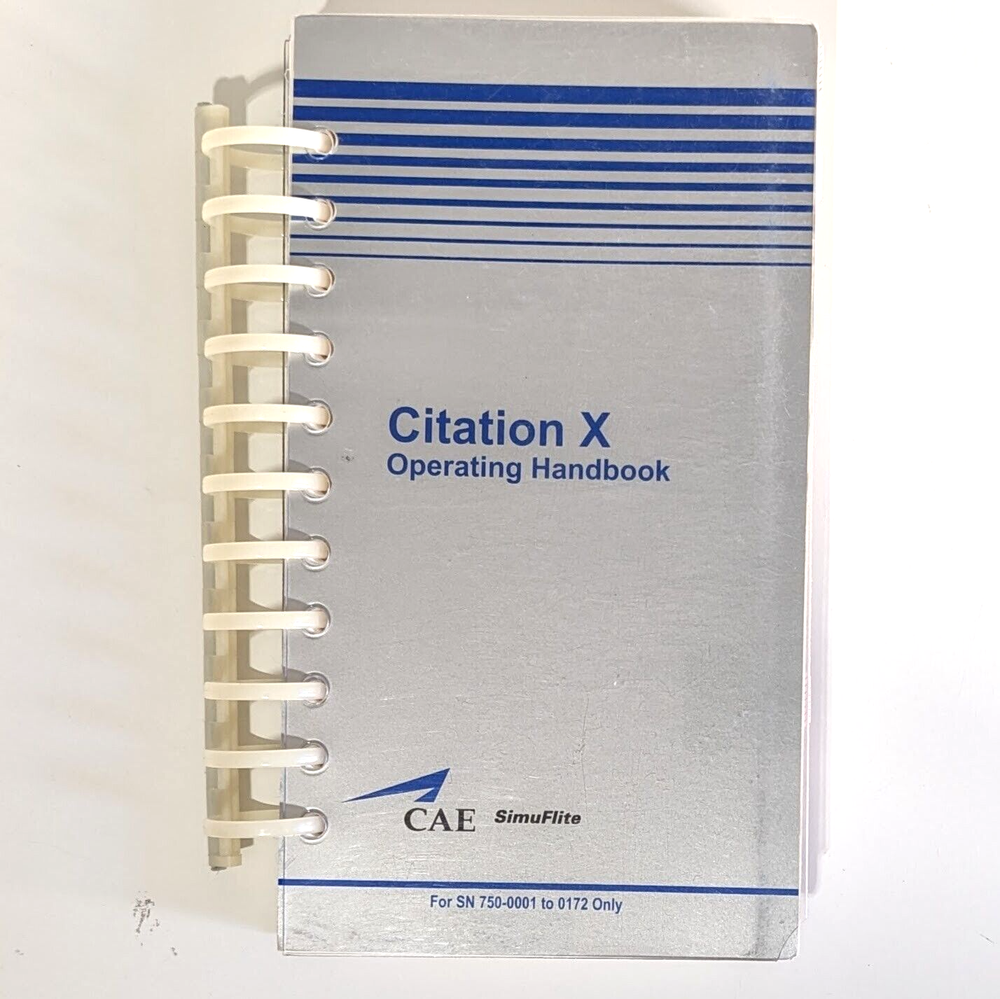 Citation X
Operating Handbook
CAE SimuFlite
For SN 750-0001 to 0172 Only